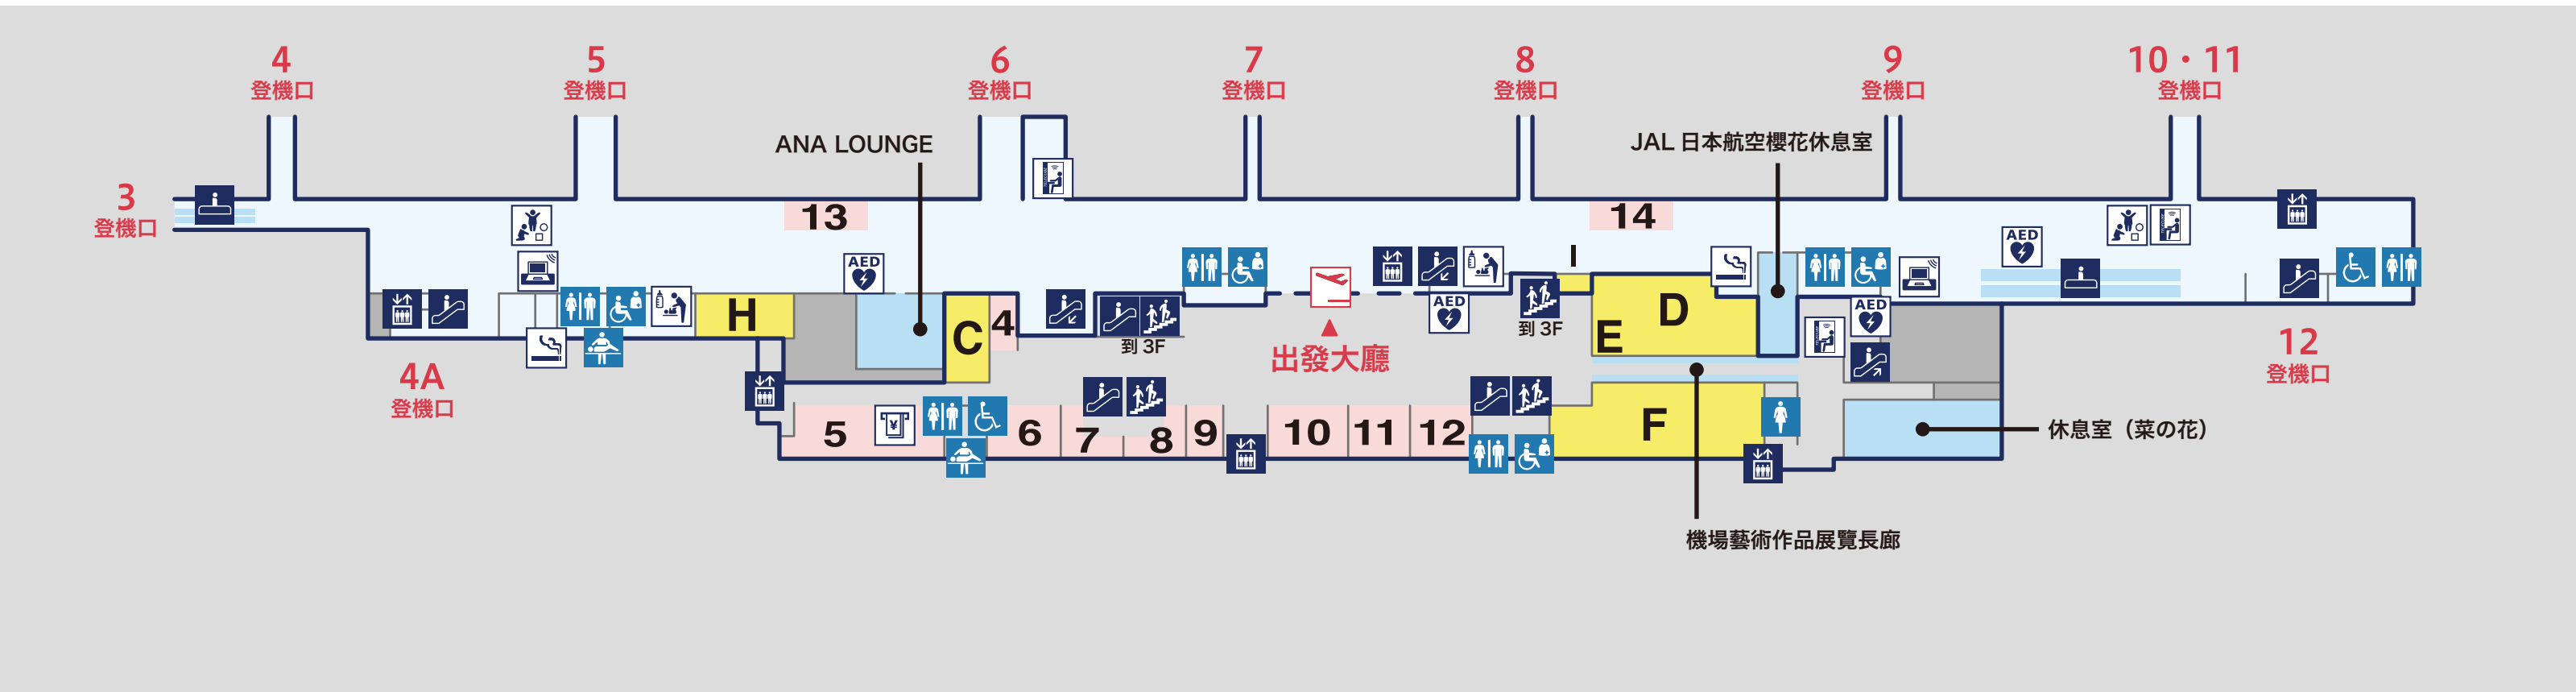 4
登機口
5
登機口
6
登機口
7
登機口
8
登機口
9
登機口
10・11
登機口
ANA LOUNGE
JAL 日本航空櫻花休息室
3
登機口
13
14
AED
AED
I
AED
AED
H
C
4
D
E
到 3F
到 3F
出發大廳
4A
登機口
12
登機口
5
¥
6
7
8
9
10
11
12
F
休息室（菜の花）
機場藝術作品展覽長廊